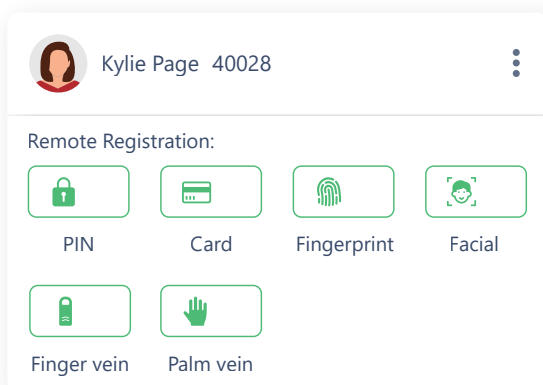 Kylie Page 40028
Remote Registration:
PIN Card Fingerprint Facial
Finger vein Palm vein